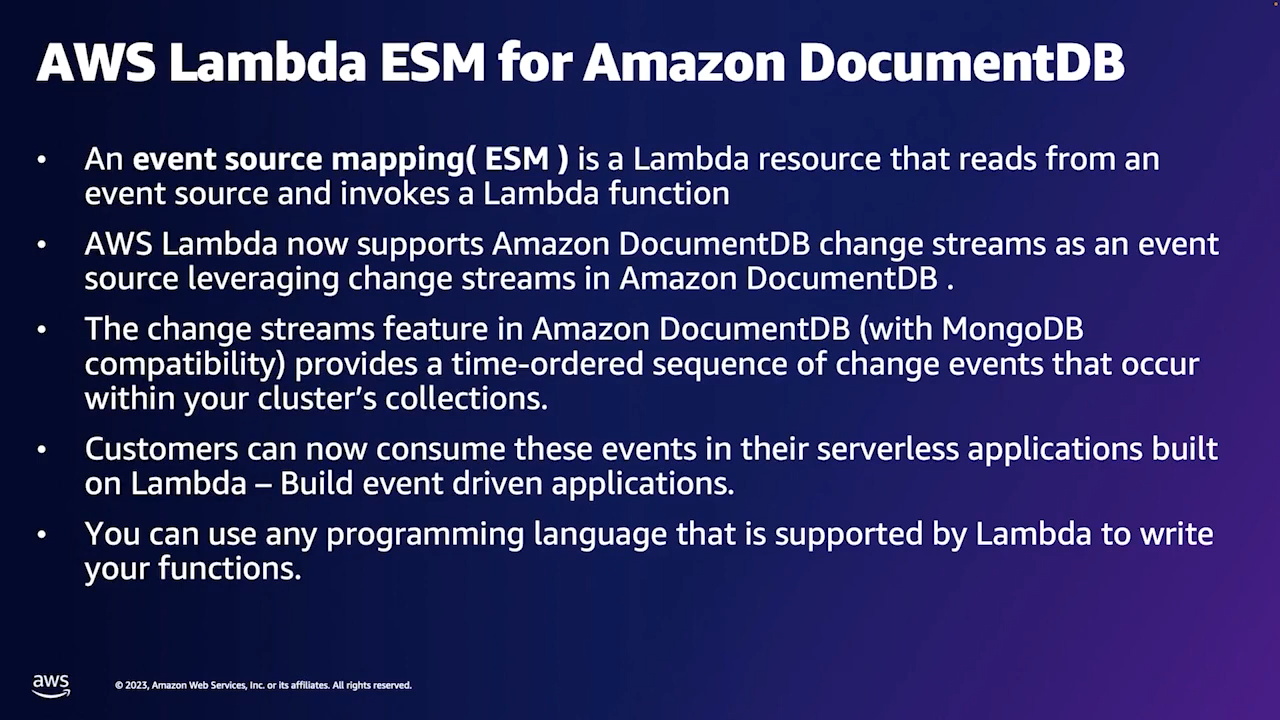 AWS Lambda ESM for Amazon DocumentDB
• An event source mapping( ESM ) is a Lambda resource that reads from an
event source and invokes a Lambda function
• AWS Lambda now supports Amazon DocumentDB change streams as an event
source leveraging change streams in Amazon DocumentDB .
• The change streams feature in Amazon DocumentDB (with MongoDB
compatibility) provides a time-ordered sequence of change events that occur
within your cluster’s collections.
• Customers can now consume these events in their serverless applications built
on Lambda – Build event driven applications.
• You can use any programming language that is supported by Lambda to write
your functions.
aws
© 2023, Amazon Web Services, Inc. or its affiliates. All rights reserved.